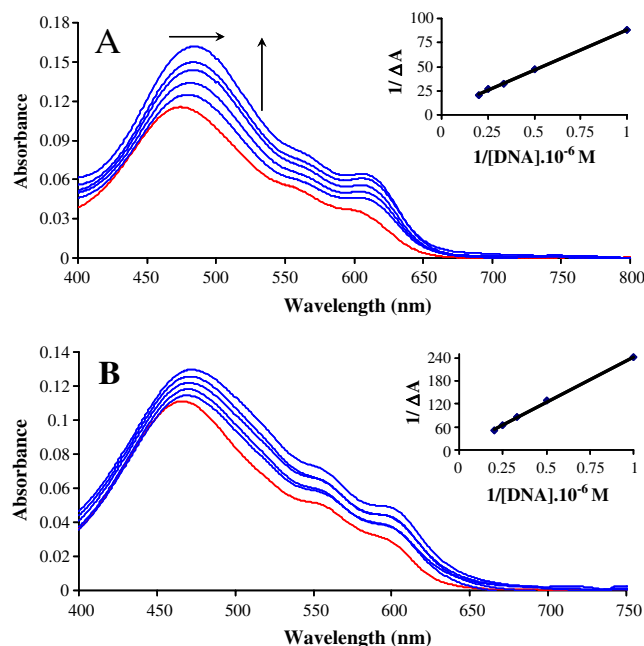 A
Absorbance
0.18
0.15
0.12
0.09
0.06
0.03
0
400 450 500 550 600 650 700 750 800
Wavelength (nm)
1/ ΔA
100
75
50
25
0
0 0.25 0.5 0.75 1
1/[DNA].10⁻⁶ M
B
Absorbance
0.14
0.12
0.1
0.08
0.06
0.04
0.02
0
400 450 500 550 600 650 700 750
Wavelength (nm)
1/ ΔA
240
180
120
60
0
0 0.25 0.5 0.75 1
1/[DNA].10⁻⁶ M